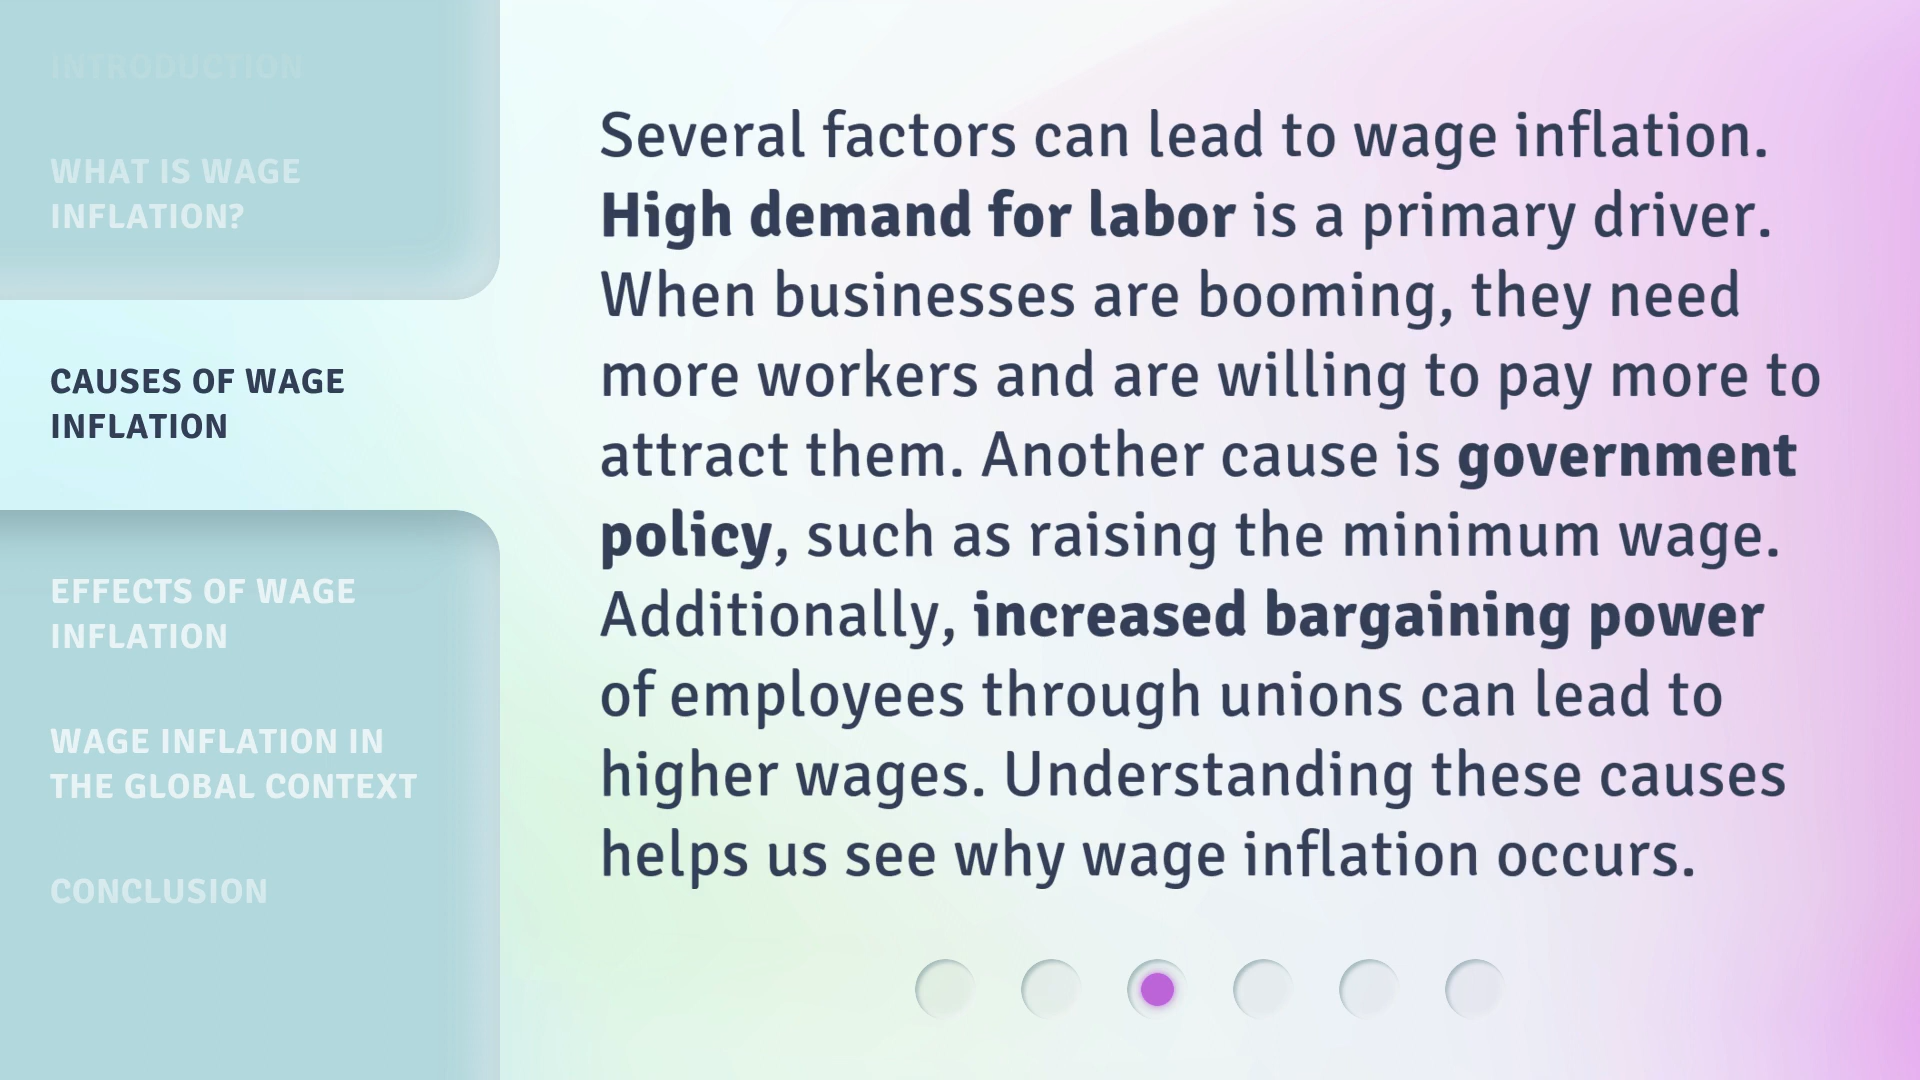 INTRODUCTION
WHAT IS WAGE
INFLATION?
CAUSES OF WAGE
INFLATION
EFFECTS OF WAGE
INFLATION
WAGE INFLATION IN
THE GLOBAL CONTEXT
CONCLUSION
Several factors can lead to wage inflation.
High demand for labor is a primary driver.
When businesses are booming, they need
more workers and are willing to pay more to
attract them. Another cause is government
policy, such as raising the minimum wage.
Additionally, increased bargaining power
of employees through unions can lead to
higher wages. Understanding these causes
helps us see why wage inflation occurs.